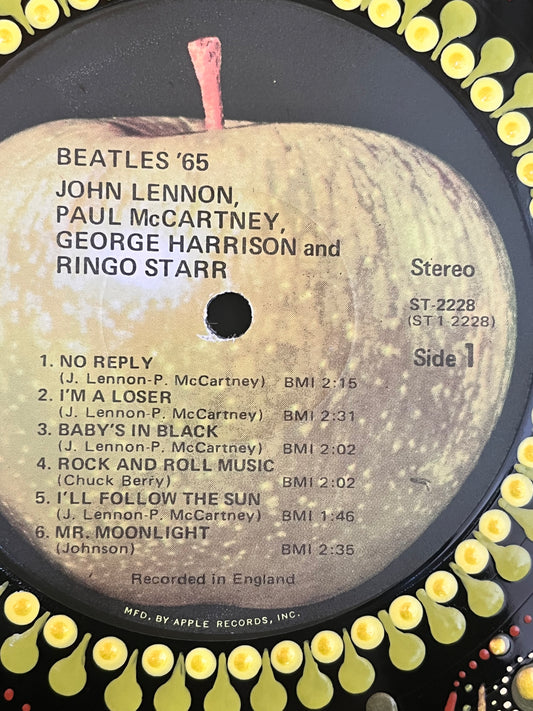 BEATLES '65
JOHN LENNON,
PAUL McCARTNEY,
GEORGE HARRISON and
RINGO STARR
Stereo
ST-2228
(ST 1 2228)
Side 1
1. NO REPLY
(J. Lennon-P. McCartney) BMI 2:15
2. I'M A LOSER
(J. Lennon-P. McCartney) BMI 2:31
3. BABY'S IN BLACK
(J. Lennon-P. McCartney) BMI 2:02
4. ROCK AND ROLL MUSIC
(Chuck Berry) BMI 2:02
5. I'LL FOLLOW THE SUN
(J. Lennon-P. McCartney) BMI 1:46
6. MR. MOONLIGHT
(Johnson) BMI 2:35
Recorded in England
MFD. BY APPLE RECORDS, INC.